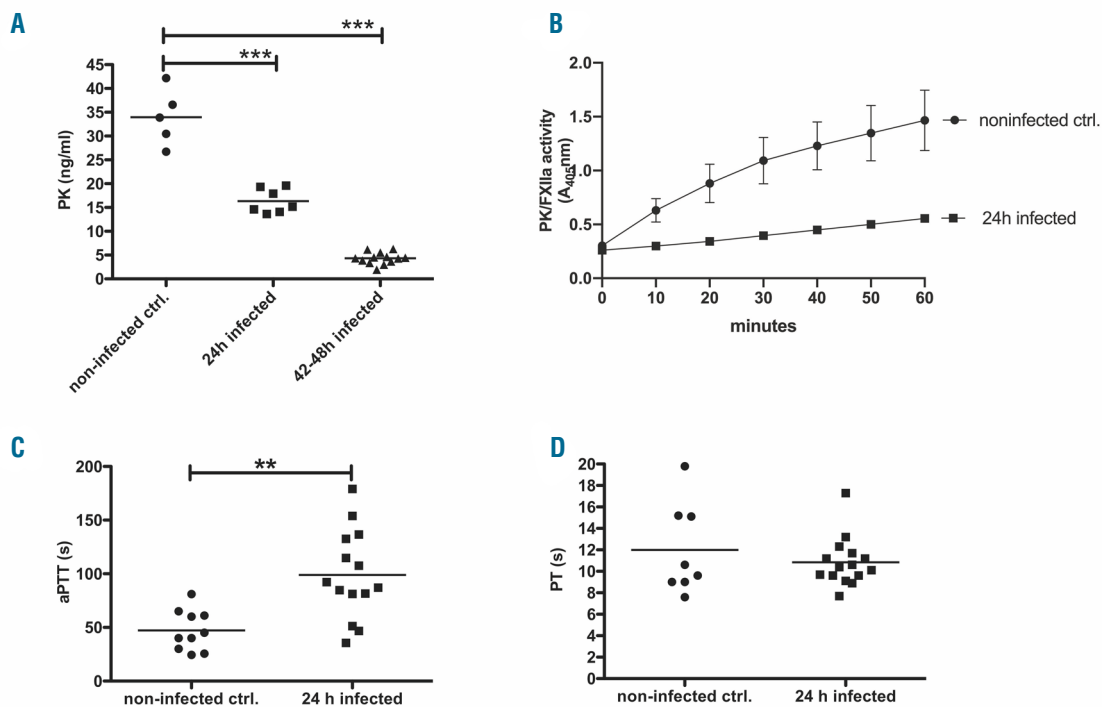 A
***
***
45
40
35
30
25
20
15
10
5
0
PK (ng/ml)
non-infected ctrl.
24h infected
42-48h infected
B
2.0
1.5
1.0
0.5
0.0
PK/FXIIa activity
(A405nm)
0 10 20 30 40 50 60
minutes
noninfected ctrl.
24h infected
C
**
200
150
100
50
0
aPTT (s)
non-infected ctrl. 24 h infected
D
20
18
16
14
12
10
8
6
4
2
0
PT (s)
non-infected ctrl. 24 h infected